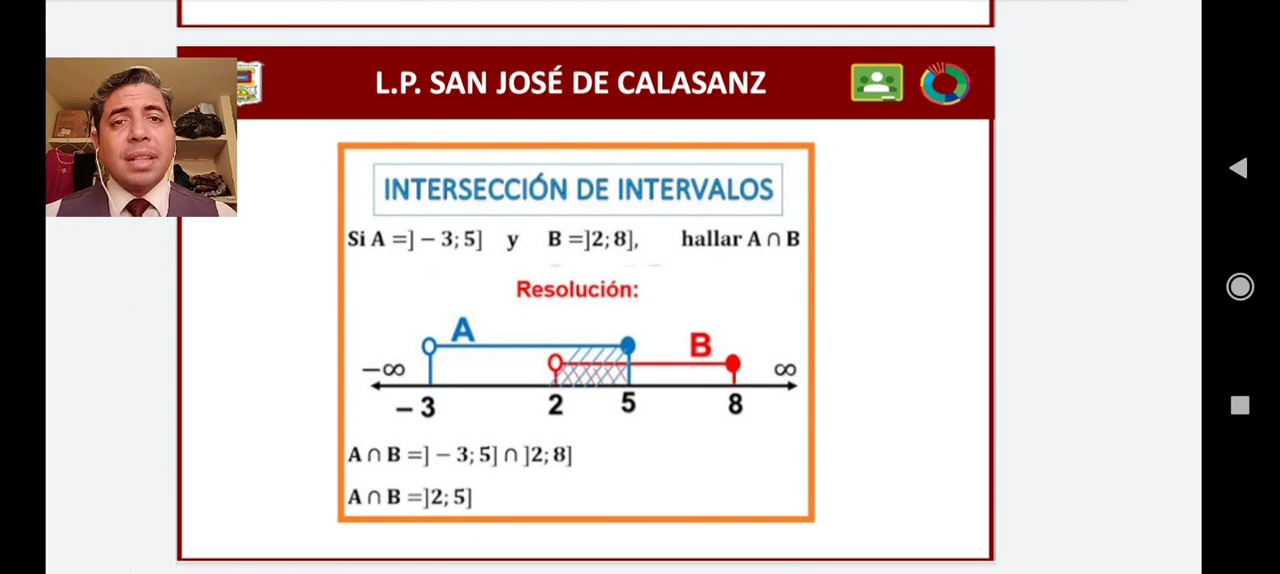 L.P. SAN JOSÉ DE CALASANZ
INTERSECCIÓN DE INTERVALOS
Si A =] − 3; 5] y B =]2; 8], hallar A ∩ B
Resolución:
A
B
−∞ ∞
− 3 2 5 8
A ∩ B =] − 3; 5] ∩ ]2; 8]
A ∩ B =]2; 5]